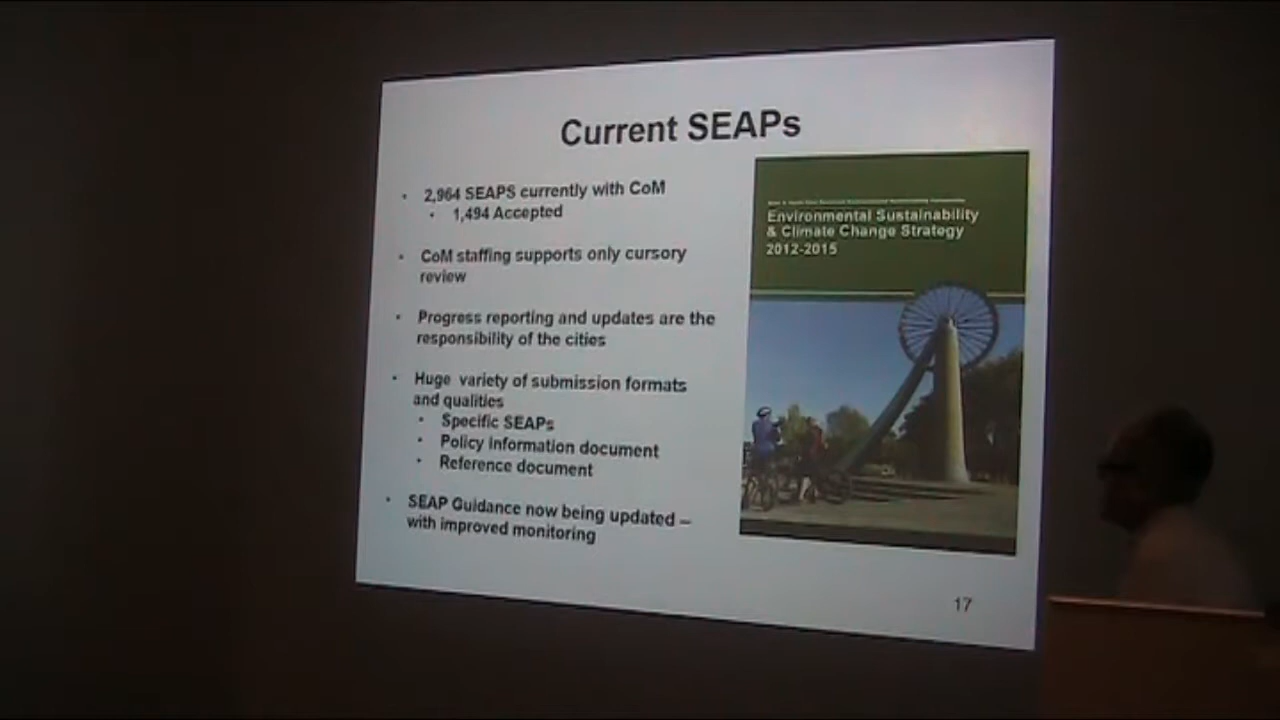 Current SEAPs
• 2,964 SEAPS currently with CoM
• 1,494 Accepted
• CoM staffing supports only cursory
review
• Progress reporting and updates are the
responsibility of the cities
• Huge variety of submission formats
and qualities
• Specific SEAPs
• Policy information document
• Reference document
• SEAP Guidance now being updated –
with improved monitoring
Environmental Sustainability
& Climate Change Strategy
2012-2015
17